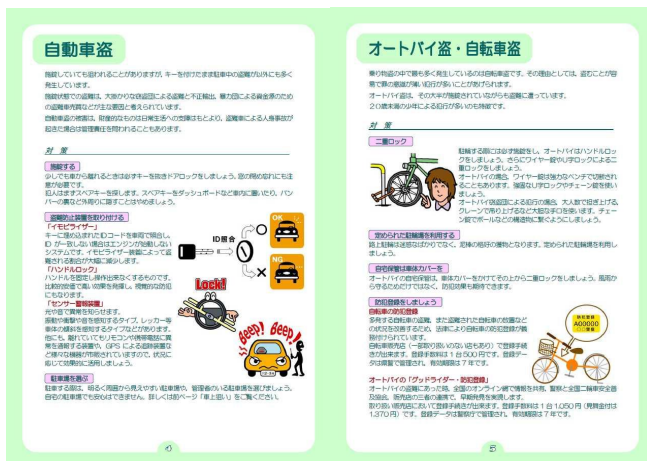 自動車盗
施錠していても狙われることがありますが、キーを付けたまま駐車中の盗難が以外にも多く
発生しています。
施錠状態での盗難は、大掛かりな窃盗団による盗難と不正輸出、暴力団による資金源のため
の盗難車売買などが主な要因と考えられています。
自動車盗の被害は、財産的なものは日常生活への支障はもとより、盗難車による人身事故が
起きた場合は管理責任を問われることもあります。
対 策
施錠する
少しでも車から離れるときは必ずキーを抜きドアロックをしましょう。窓の閉め忘れにも注
意が必要です。
犯人はまずスペアキーを探します。スペアキーをダッシュボードなど車内に置いたり、バン
パーの裏など外周りに隠すことはやめましょう。
盗難防止装置を取り付ける
「イモビライザー」
キーに埋め込まれたIDコードを車両で照合し、
ID が一致しない場合はエンジンが始動しない
システムです。イモビライザー装置によって盗
難される割合が大幅に減少します。
「ハンドルロック」
ハンドルを固定し操作出来なくするものです。
比較的安価で高い効果を発揮し、視覚的な防犯
にもなります。
「センサー警報装置」
光や音で異常を知らせます。
振動や衝撃や音を感知するタイプ、レッカー等
車体の傾斜を感知するタイプなどがあります。
他にも、離れていてもリモコンや携帯電話に異
常を通報する装置や、GPS による追跡装置な
ど様々な機器が市販されていますので、状況に
応じて効果的に活用しましょう。
ID照合
OK
NG
Lock!
Beep! Beep!
駐車場を選ぶ
駐車する際は、明るく周囲から見えやすい駐車場や、管理者のいる駐車場を選びましょう。
自宅の駐車場でも安心はできません。詳しくは前ページ「車上狙い」をご覧ください。
4
オートバイ盗・自転車盗
乗り物盗の中で最も多く発生しているのは自転車盗です。その理由としては、盗むことが容
易で罪の意識が薄い犯行が多いことがあげられます。
オートバイ盗は、その大半が施錠されていながらも盗難に遭っています。
20歳未満の少年による犯行が多いのも特徴です。
対 策
二重ロック
駐輪する際には必ず施錠をし、オートバイはハンドルロッ
クをしましょう。さらにワイヤー錠やU字ロックによる二
重ロックをしましょう。
オートバイの場合、ワイヤー錠は強力なペンチで切断され
ることもあります。強固なU字ロックやチェーン錠を使い
ましょう。
オートバイ窃盗団による犯行の場合、大人数で担ぎ上げる、
クレーンで吊り上げるなど大胆な手口を使います。チェー
ン錠でポールなどの構造物に繋ぐようにしましょう。
定められた駐輪場を利用する
路上駐輪は迷惑なばかりでなく、泥棒の格好の獲物となります。定められた駐輪場を利用し
ましょう。
自宅保管は車体カバーを
オートバイの自宅保管は、車体カバーをかけてその上から二重ロックをしましょう。風雨か
ら守るためだけではなく、防犯効果も期待できます。
防犯登録をしましょう
自転車の防犯登録
多発する自転車の盗難、また盗難された自転車の放置など
の状況を改善するため、法律により自転車の防犯登録が義
務付けられています。
自転車販売店（一部取り扱いのない店もあり）で登録手続
きが出来ます。登録手数料は1台500円です。登録デー
タは県警で管理され、有効期限は7年です。
防犯登録
A00000
オートバイの「グッドライダー・防犯登録」
オートバイの盗難にあった時、全国のオンライン網で情報を共有。警察と全国二輪車安全普
及協会、販売店の三者の連携で、早期発見を実現します。
取り扱い販売店において登録手続きが出来ます。登録手数料は1台1,050円（見舞金付は
1,370円）です。登録データは警察庁で管理され、有効期限は7年です。
5